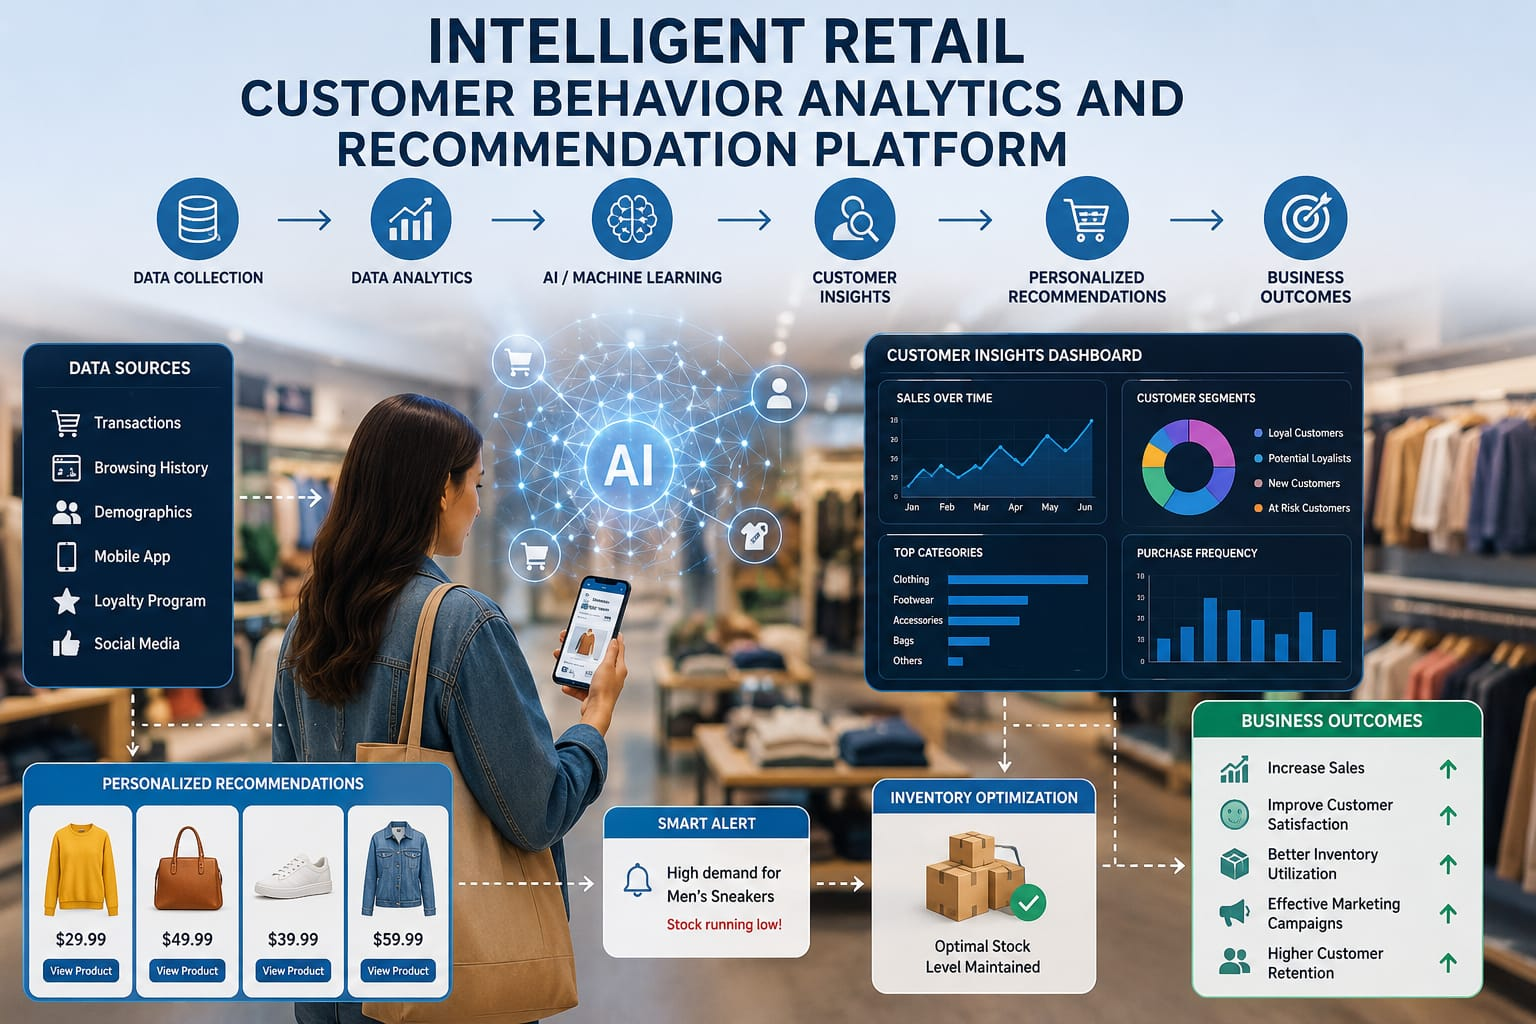 INTELLIGENT RETAIL
CUSTOMER BEHAVIOR ANALYTICS AND
RECOMMENDATION PLATFORM
DATA COLLECTION
DATA ANALYTICS
AI / MACHINE LEARNING
CUSTOMER
INSIGHTS
PERSONALIZED
RECOMMENDATIONS
BUSINESS
OUTCOMES
DATA SOURCES
Transactions
Browsing History
Demographics
Mobile App
Loyalty Program
Social Media
AI
CUSTOMER INSIGHTS DASHBOARD
SALES OVER TIME
0
Jan Feb Mar Apr May Jun
CUSTOMER SEGMENTS
Loyal Customers
Potential Loyalists
New Customers
At Risk Customers
TOP CATEGORIES
Clothing
Footwear
Accessories
Bags
Others
PURCHASE FREQUENCY
0
PERSONALIZED RECOMMENDATIONS
$29.99
View Product
$49.99
View Product
$39.99
View Product
$59.99
View Product
SMART ALERT
High demand for
Men's Sneakers
Stock running low!
INVENTORY OPTIMIZATION
Optimal Stock
Level Maintained
BUSINESS OUTCOMES
Increase Sales
Improve Customer
Satisfaction
Better Inventory
Utilization
Effective Marketing
Campaigns
Higher Customer
Retention